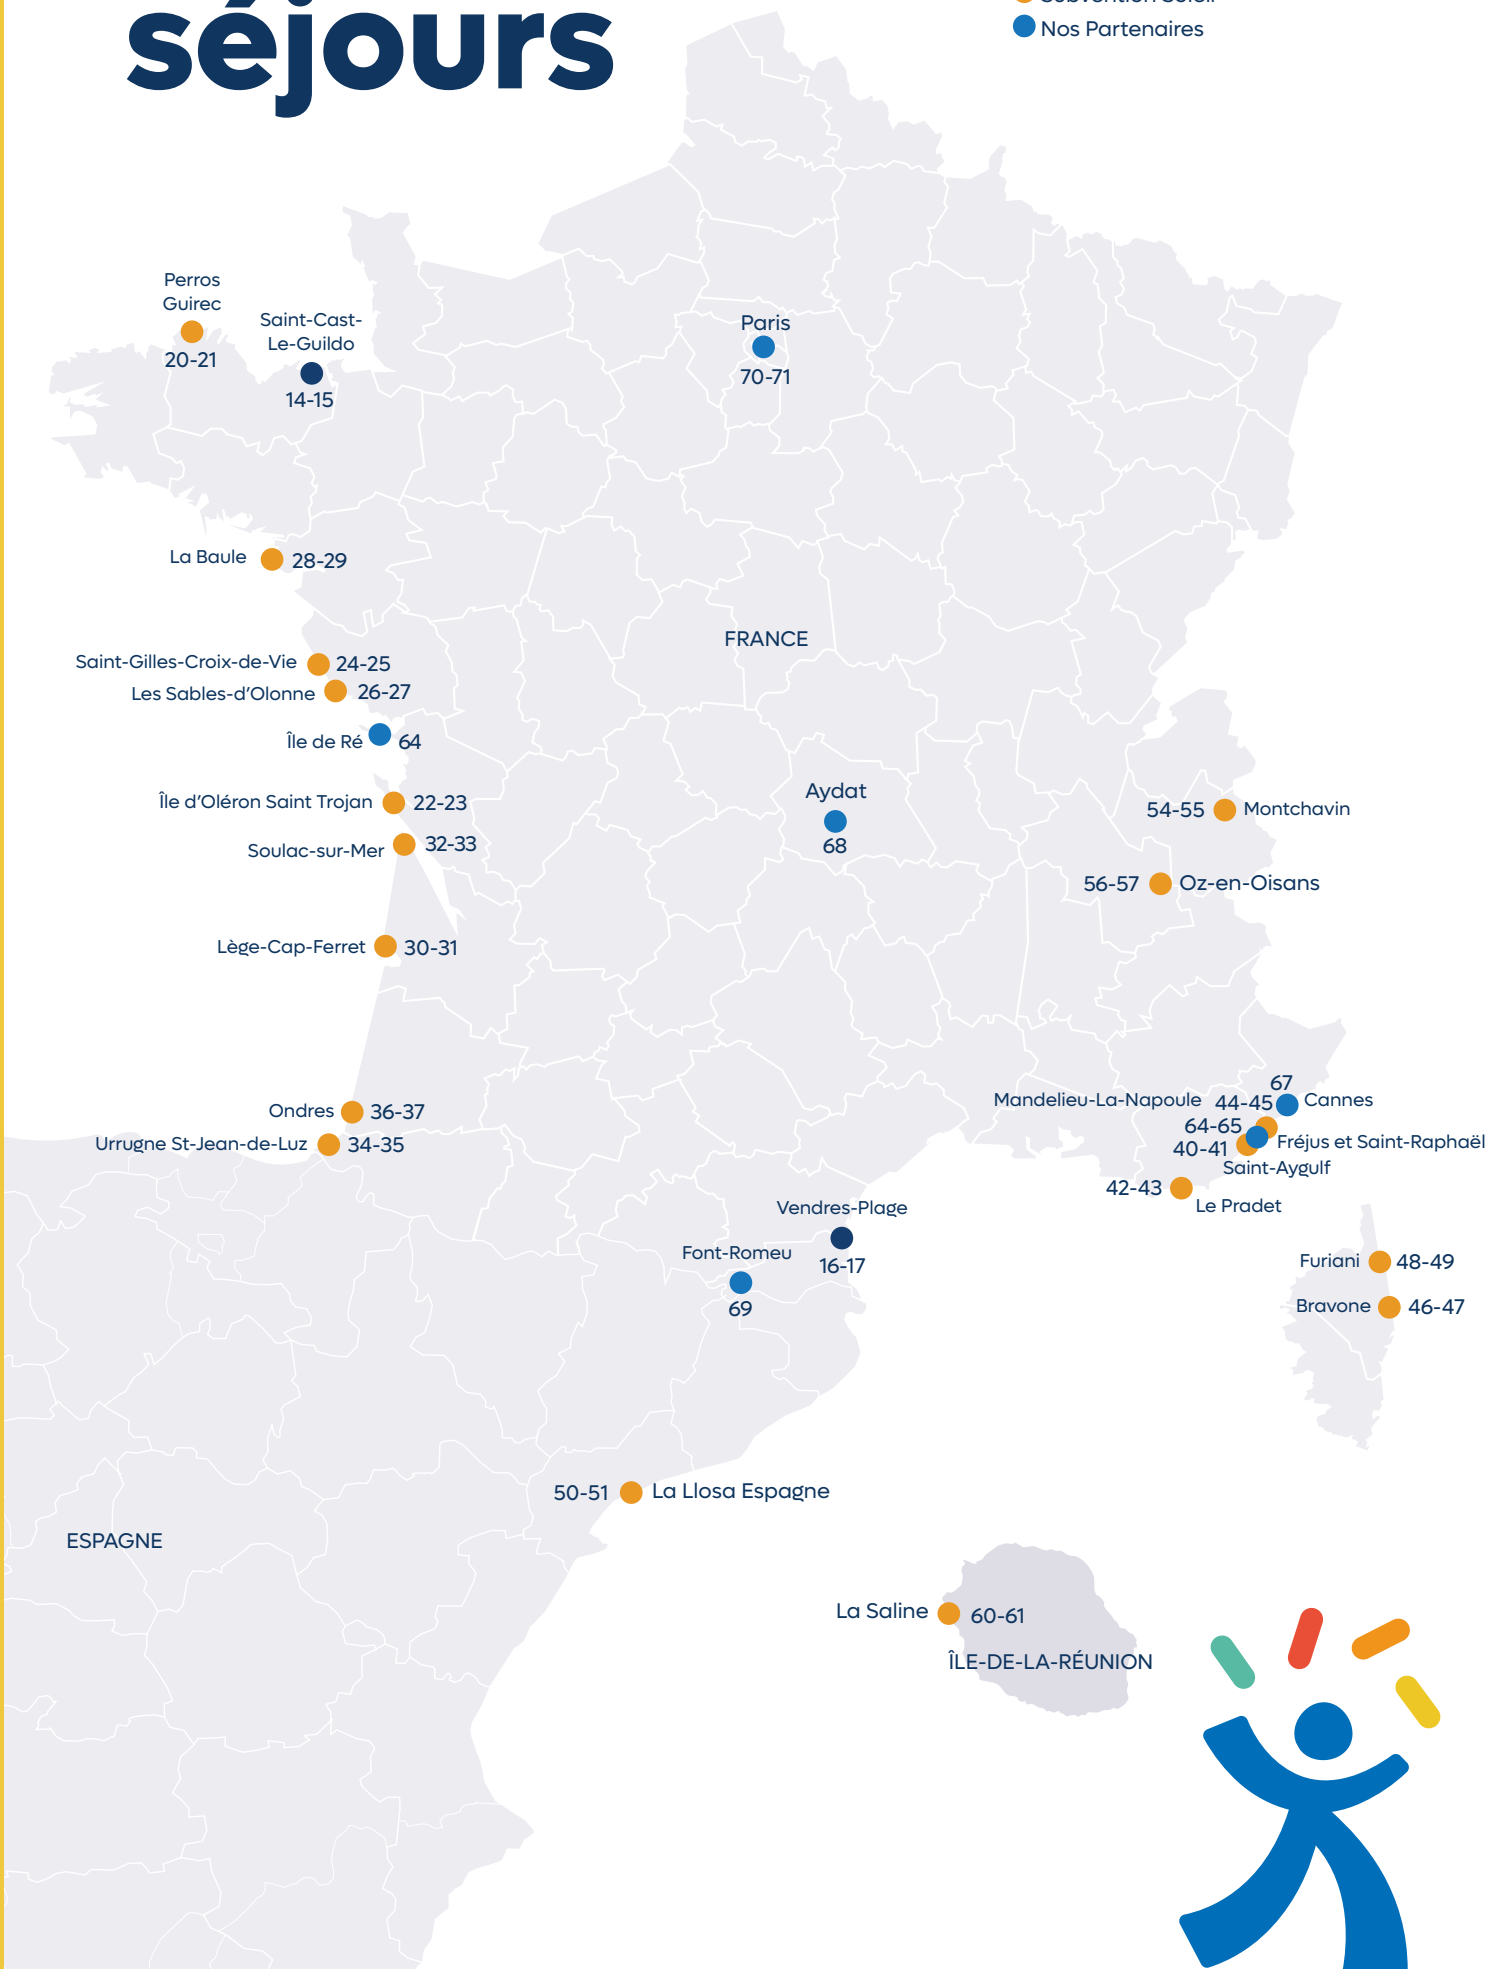 séjours
Subvention Soleil
Nos Partenaires
Perros
Guirec
20-21
Saint-Cast-
Le-Guildo
14-15
Paris
70-71
La Baule 28-29
FRANCE
Saint-Gilles-Croix-de-Vie 24-25
Les Sables-d'Olonne 26-27
Île de Ré 64
Île d'Oléron Saint Trojan 22-23
Soulac-sur-Mer 32-33
Aydat
68
54-55 Montchavin
56-57 Oz-en-Oisans
Lège-Cap-Ferret 30-31
Ondres 36-37
Urrugne St-Jean-de-Luz 34-35
67
Mandelieu-La-Napoule 44-45 Cannes
64-65
40-41 Fréjus et Saint-Raphaël
Saint-Aygulf
42-43
Le Pradet
Vendres-Plage
16-17
Font-Romeu
69
Furiani 48-49
Bravone 46-47
50-51 La Llosa Espagne
ESPAGNE
La Saline 60-61
ÎLE-DE-LA-RÉUNION